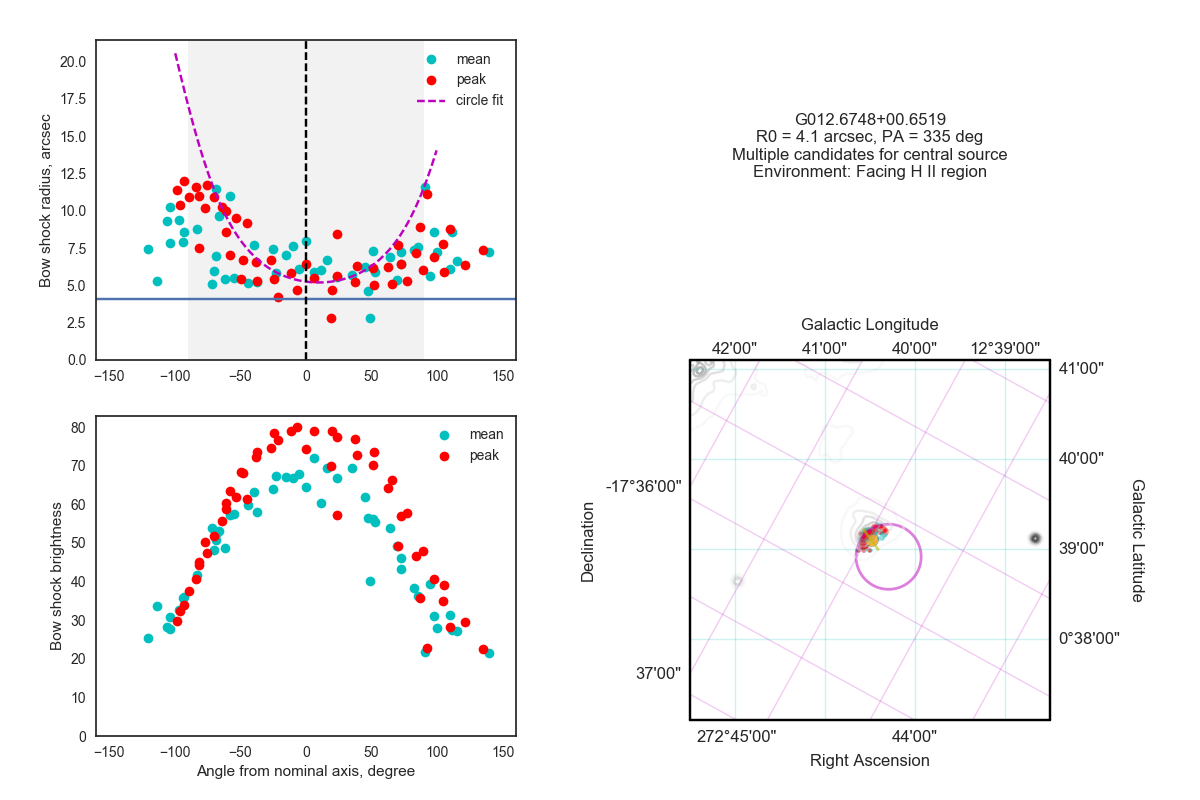 20.0
17.5
15.0
12.5
10.0
7.5
5.0
2.5
0.0
Bow shock radius, arcsec
mean
peak
circle fit
−150 −100 −50 0 50 100 150
80
70
60
50
40
30
20
10
0
Bow shock brightness
mean
peak
−150 −100 −50 0 50 100 150
Angle from nominal axis, degree
G012.6748+00.6519
R0 = 4.1 arcsec, PA = 335 deg
Multiple candidates for central source
Environment: Facing H II region
Galactic Longitude
42'00" 41'00" 40'00" 12°39'00"
41'00"
40'00"
39'00"
0°38'00"
Galactic Latitude
-17°36'00"
37'00"
Declination
272°45'00" 44'00"
Right Ascension